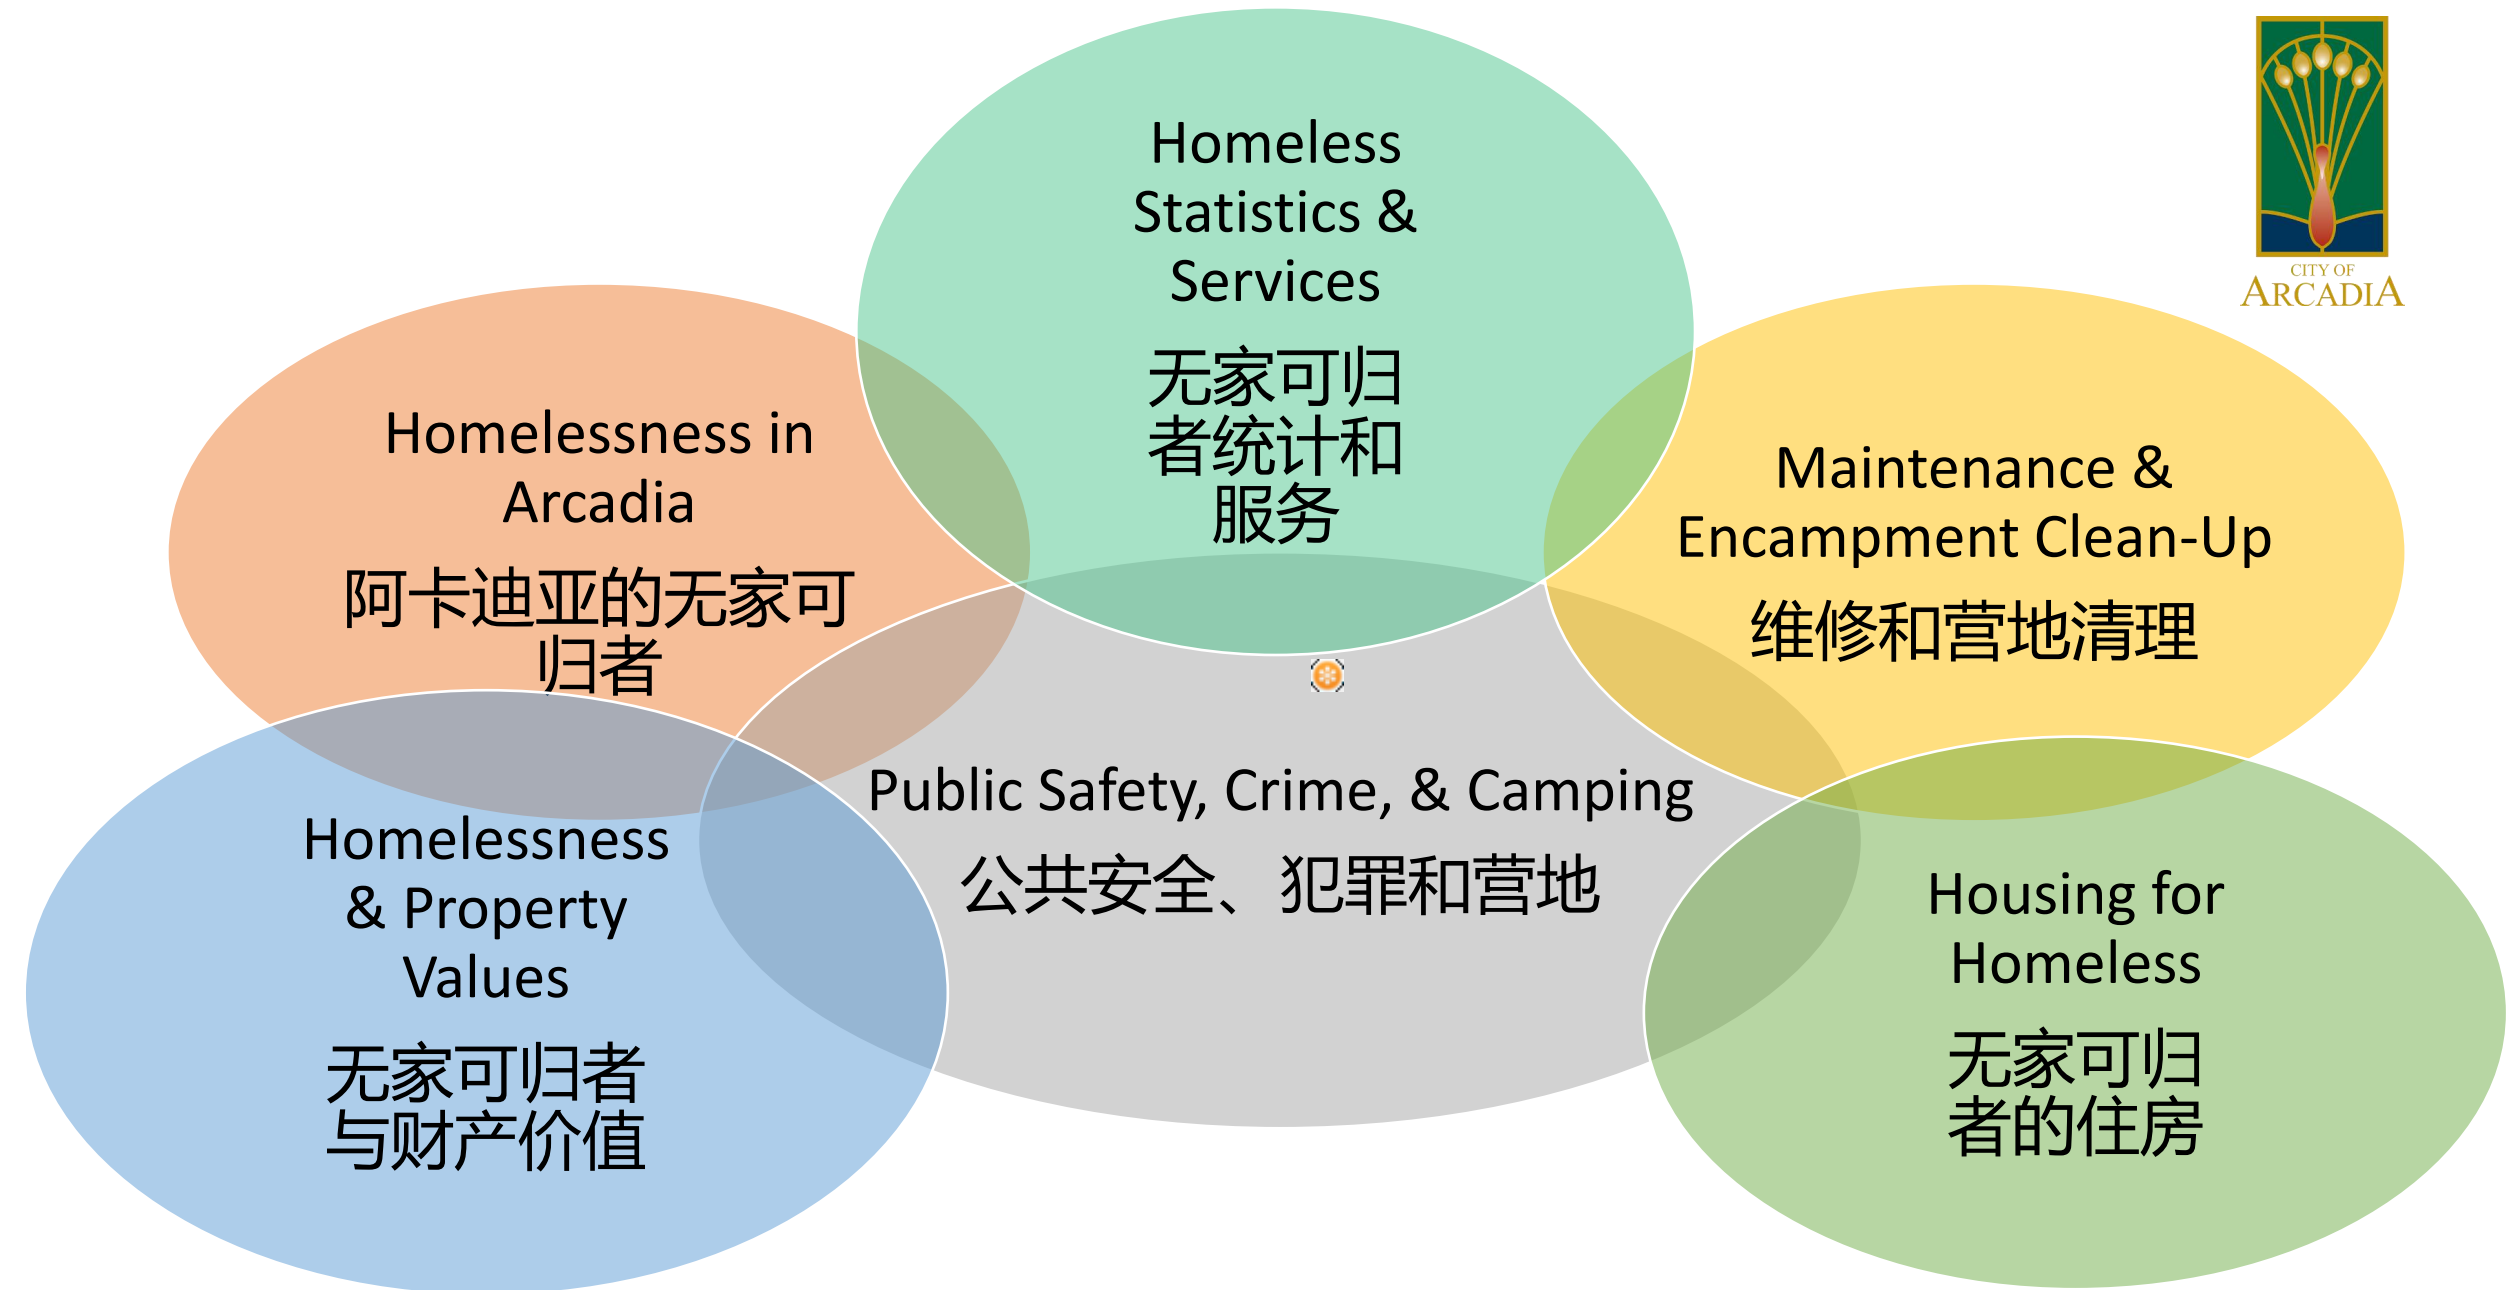 Homeless
Statistics &
Services
无家可归
者统计和
服务
CITY OF
ARCADIA
Homelessness in
Arcadia
阿卡迪亚的无家可
归者
Maintenance &
Encampment Clean-Up
维修和营地清理
Public Safety, Crime, & Camping
公共安全、犯罪和营地
Homelessness
& Property
Values
无家可归者
与财产价值
Housing for
Homeless
无家可归
者的住房